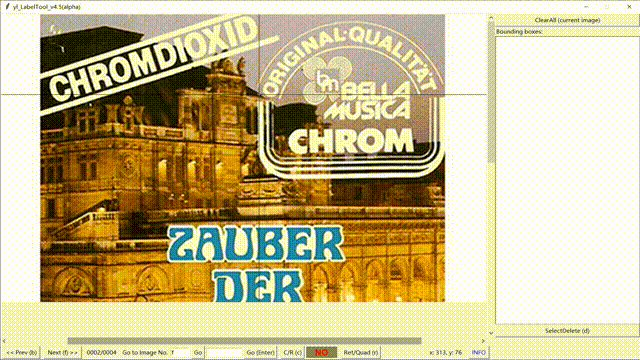 yl_LabelTool_v4.5(alpha)
ClearAll (current image)
Bounding boxes:
CHROMDIOXID
ORIGINAL-QUALITÄT
bm
BELLA
MUSICA
CHROM
ZAUBER
DER
SelectDelete (d)
<< Prev (b) Next (f) >> 0002/0004 Go to Image No. Go Go (Enter) C/R (c) NO Ret/Quad (r) x: 313, y: 76 INFO